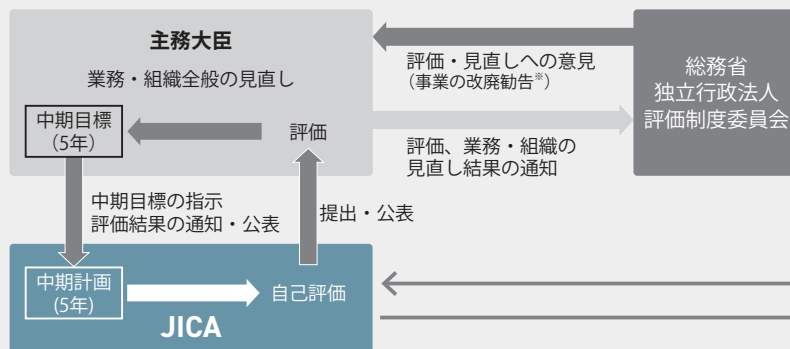 主務大臣
業務・組織全般の見直し
中期目標
（5年）
評価
評価・見直しへの意見
（事業の改廃勧告※）
総務省
独立行政法人
評価制度委員会
評価、業務・組織の
見直し結果の通知
中期目標の指示
評価結果の通知・公表
提出・公表
中期計画
(5年)
自己評価
JICA